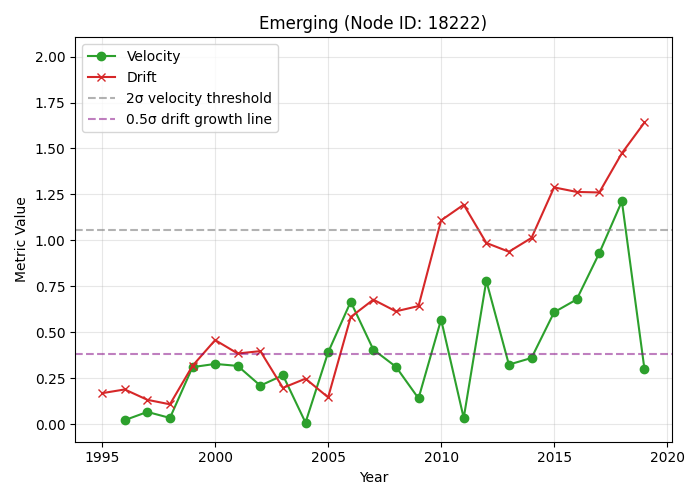 Emerging (Node ID: 18222)
Velocity
Drift
2σ velocity threshold
0.5σ drift growth line
Metric Value
2.00
1.75
1.50
1.25
1.00
0.75
0.50
0.25
0.00
1995
2000
2005
2010
2015
2020
Year